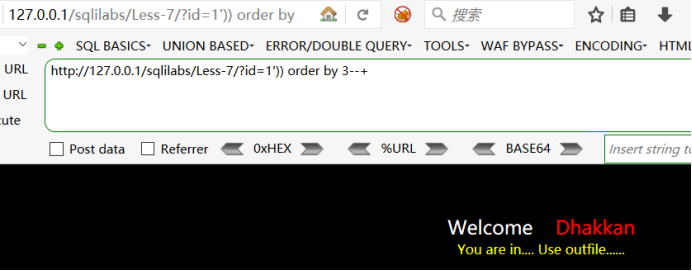 127.0.0.1/sqlilabs/Less-7/?id=1')) order by
搜索
SQL BASICS UNION BASED ERROR/DOUBLE QUERY TOOLS WAF BYPASS ENCODING HTML
URL
http://127.0.0.1/sqlilabs/Less-7/?id=1')) order by 3--+
URL
cute
Post data Referrer 0xHEX %URL BASE64 Insert string to
Welcome Dhakkan
You are in.... Use outfile......